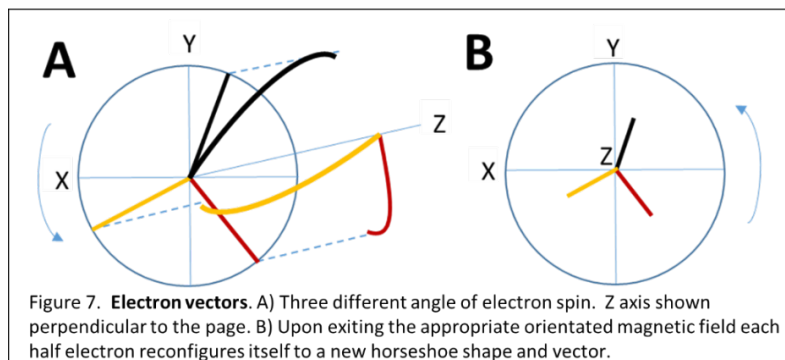 A
Y
X
Z
B
Y
X
Z
Figure 7. Electron vectors. A) Three different angle of electron spin. Z axis shown
perpendicular to the page. B) Upon exiting the appropriate orientated magnetic field each
half electron reconfigures itself to a new horseshoe shape and vector.